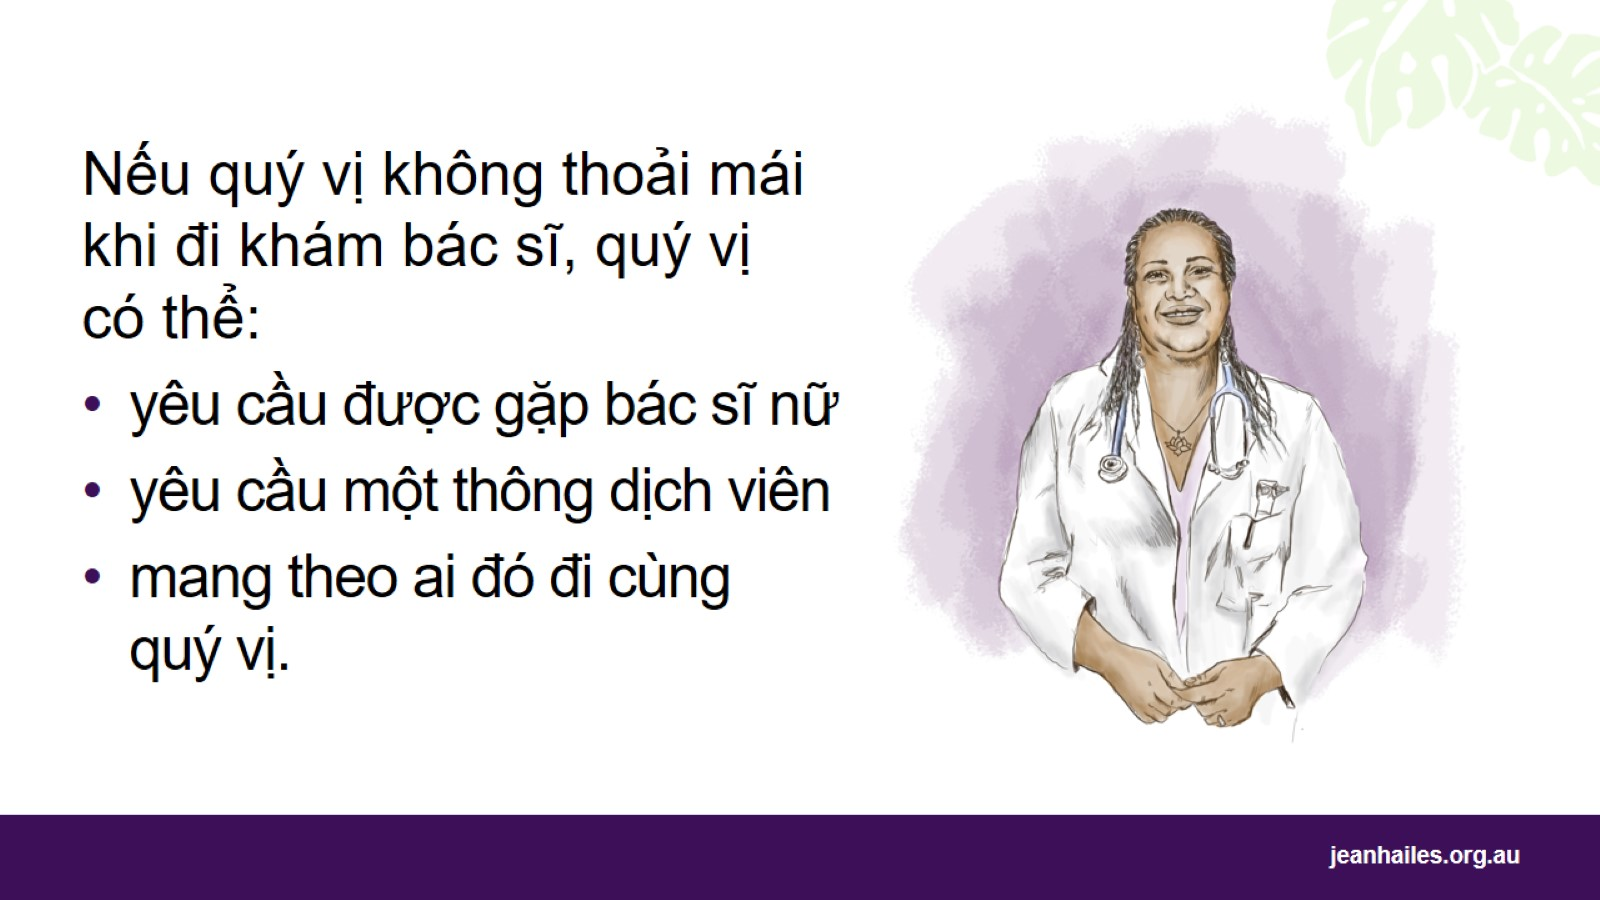 Nếu quý vị không thoải mái
khi đi khám bác sĩ, quý vị
có thể:
• yêu cầu được gặp bác sĩ nữ
• yêu cầu một thông dịch viên
• mang theo ai đó đi cùng
quý vị.
jeanhailes.org.au